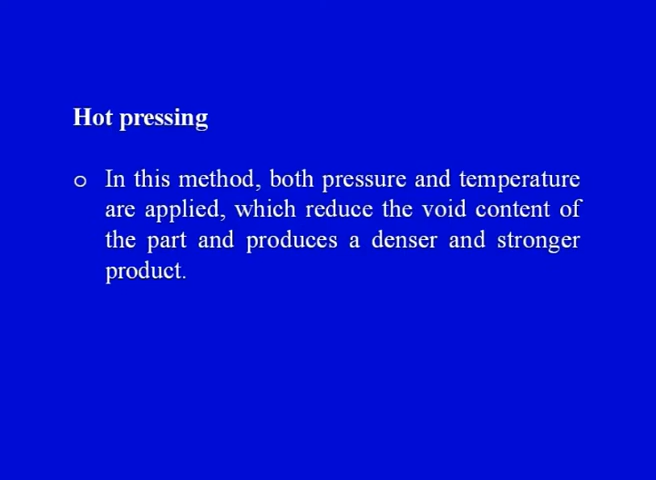 Hot pressing
o In this method, both pressure and temperature
are applied, which reduce the void content of
the part and produces a denser and stronger
product.